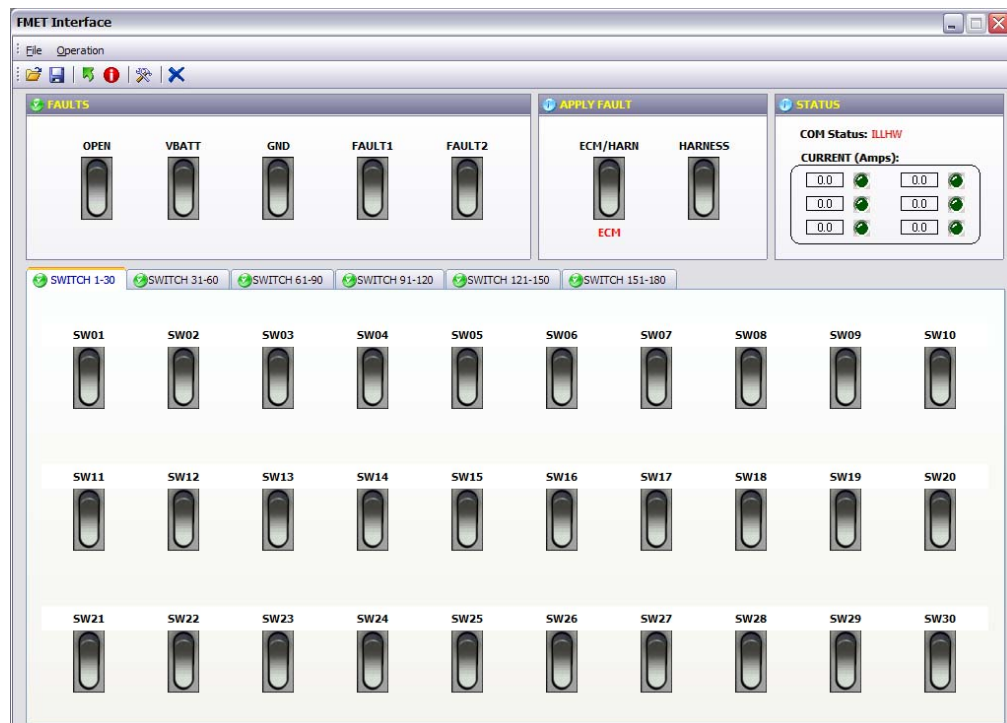 FMET Interface
File Operation
FAULTS
OPEN VBATT GND FAULT1 FAULT2
APPLY FAULT
ECM/HARN HARNESS
ECM
STATUS
COM Status: ILLHW
CURRENT (Amps):
0.0 0.0
0.0 0.0
0.0 0.0
SWITCH 1-30 SWITCH 31-60 SWITCH 61-90 SWITCH 91-120 SWITCH 121-150 SWITCH 151-180
SW01 SW02 SW03 SW04 SW05 SW06 SW07 SW08 SW09 SW10
SW11 SW12 SW13 SW14 SW15 SW16 SW17 SW18 SW19 SW20
SW21 SW22 SW23 SW24 SW25 SW26 SW27 SW28 SW29 SW30